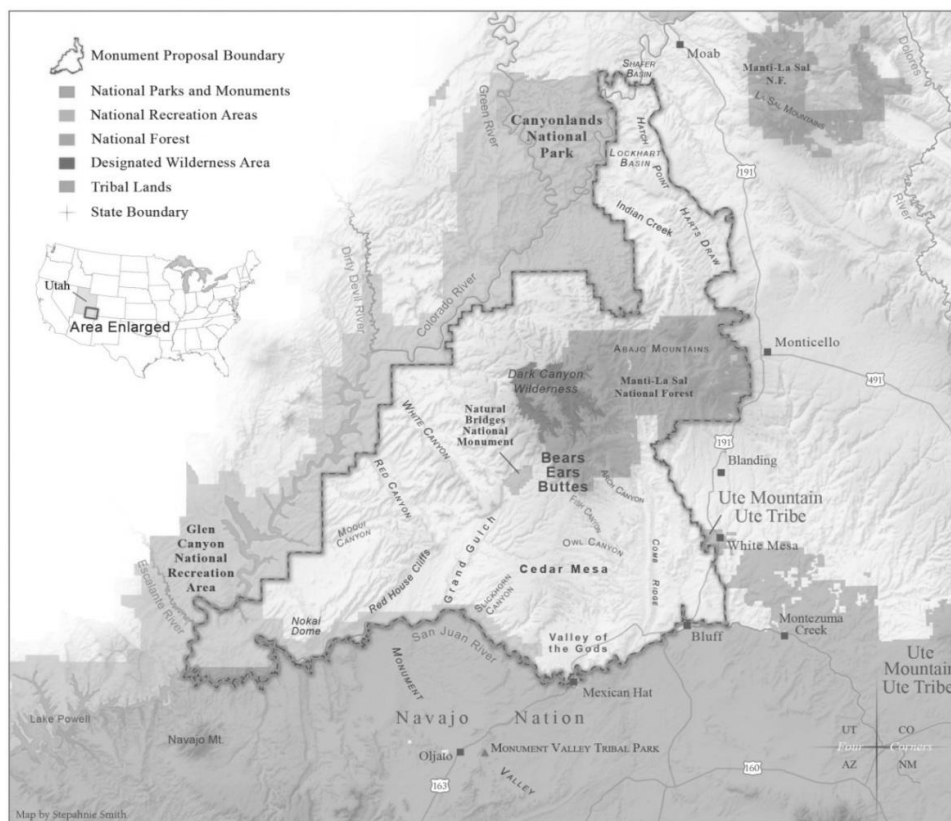 Monument Proposal Boundary
National Parks and Monuments
National Recreation Areas
National Forest
Designated Wilderness Area
Tribal Lands
State Boundary
Utah
Area Enlarged
Moab
SHAFER
BASIN
Manti-La Sal
N.F.
LA SAL MOUNTAINS
Dolores
River
Green River
Canyonlands
National
Park
HATCH
POINT
LOCKHART
BASIN
191
Indian Creek
HARTS DRAW
Dirty Devil River
Colorado River
ABAJO MOUNTAINS
Monticello
491
Dark Canyon
Wilderness
Manti-La Sal
National Forest
Natural
Bridges
National
Monument
WHITE CANYON
191
Blanding
Bears
Ears
Buttes
RED CANYON
ARCH CANYON
FISH CANYON
Ute Mountain
Ute Tribe
White Mesa
MOQUI
CANYON
OWL CANYON
Glen
Canyon
National
Recreation
Area
Grand Gulch
Cedar Mesa
COMB RIDGE
Escalante River
Red House Cliffs
SLICKHORN
CANYON
Nokai
Dome
San Juan River
Valley of
the Gods
Bluff
Montezuma
Creek
Ute
Mountain
Ute Tribe
MONUMENT
VALLEY
Mexican Hat
Lake Powell
Navajo Mt.
Navajo Nation
Oljato
MONUMENT VALLEY TRIBAL PARK
UT CO
Four Corners
AZ NM
163
160
Map by Stepahnie Smith